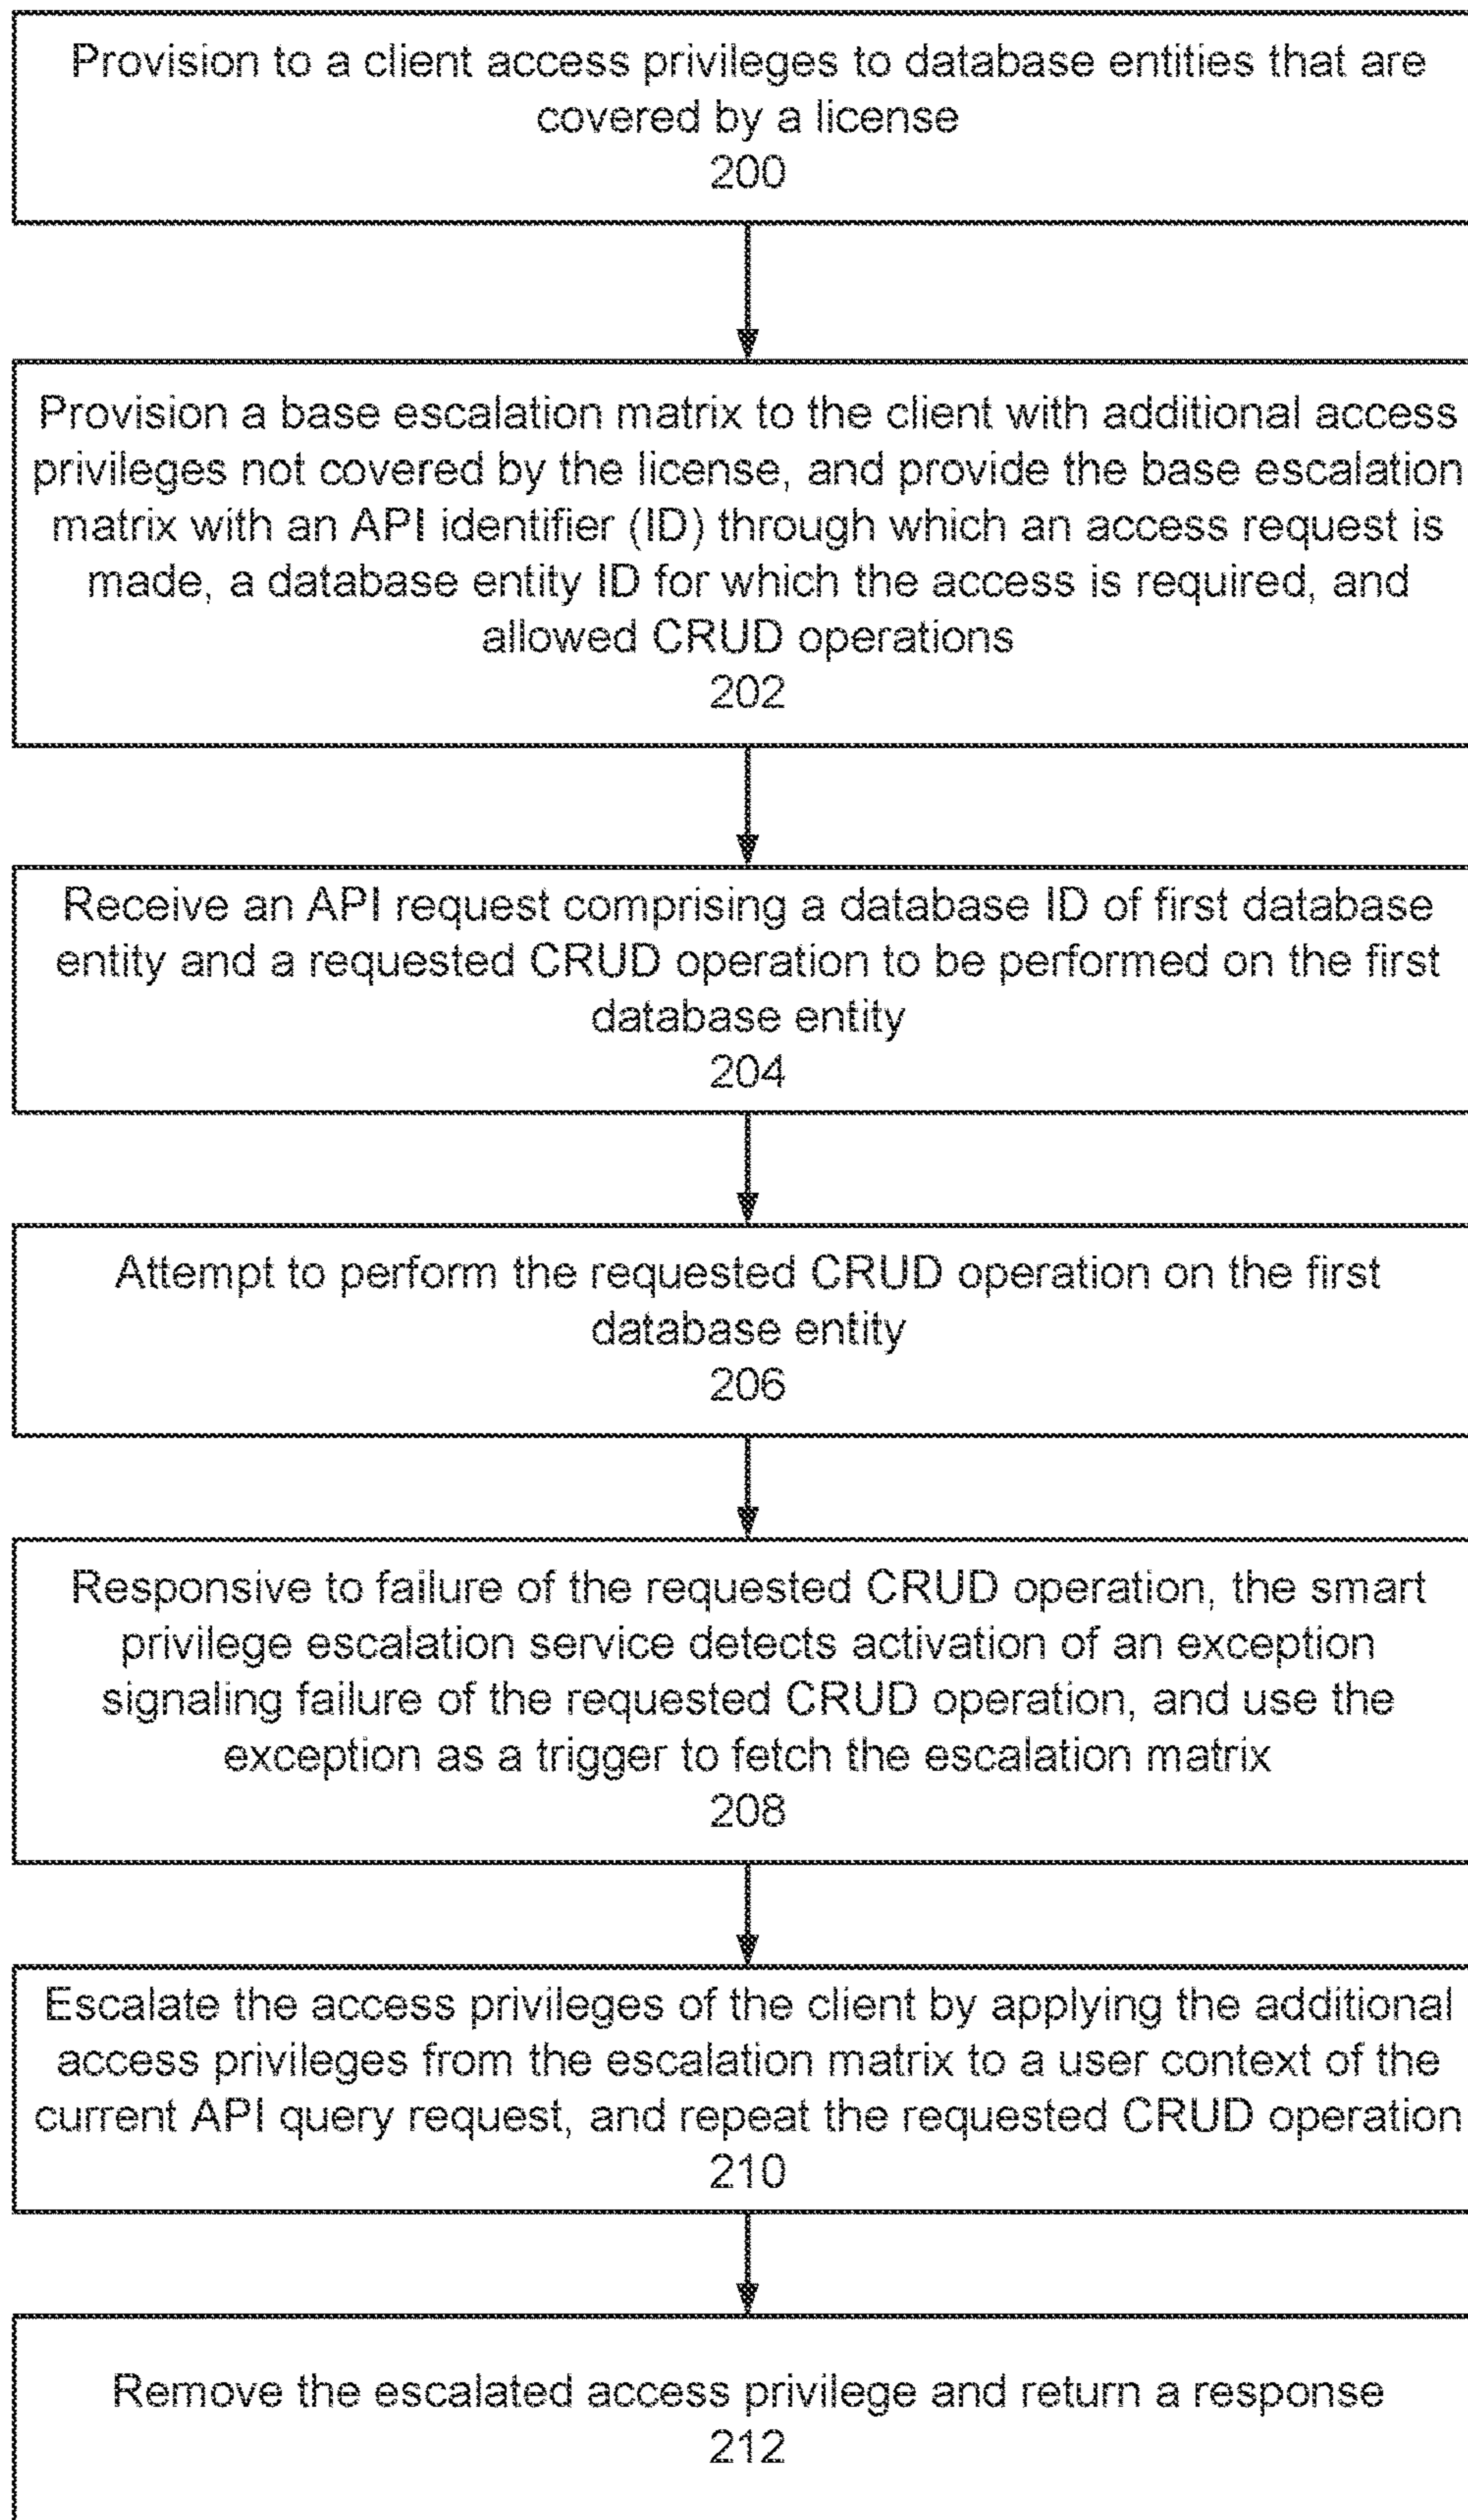 Provision to a client access privileges to database entities that are
covered by a license
200
Provision a base escalation matrix to the client with additional access
privileges not covered by the license, and provide the base escalation
matrix with an API identifier (ID) through which an access request is
made, a database entity ID for which the access is required, and
allowed CRUD operations
202
Receive an API request comprising a database ID of first database
entity and a requested CRUD operation to be performed on the first
database entity
204
Attempt to perform the requested CRUD operation on the first
database entity
206
Responsive to failure of the requested CRUD operation, the smart
privilege escalation service detects activation of an exception
signaling failure of the requested CRUD operation, and use the
exception as a trigger to fetch the escalation matrix
208
Escalate the access privileges of the client by applying the additional
access privileges from the escalation matrix to a user context of the
current API query request, and repeat the requested CRUD operation
210
Remove the escalated access privilege and return a response
212